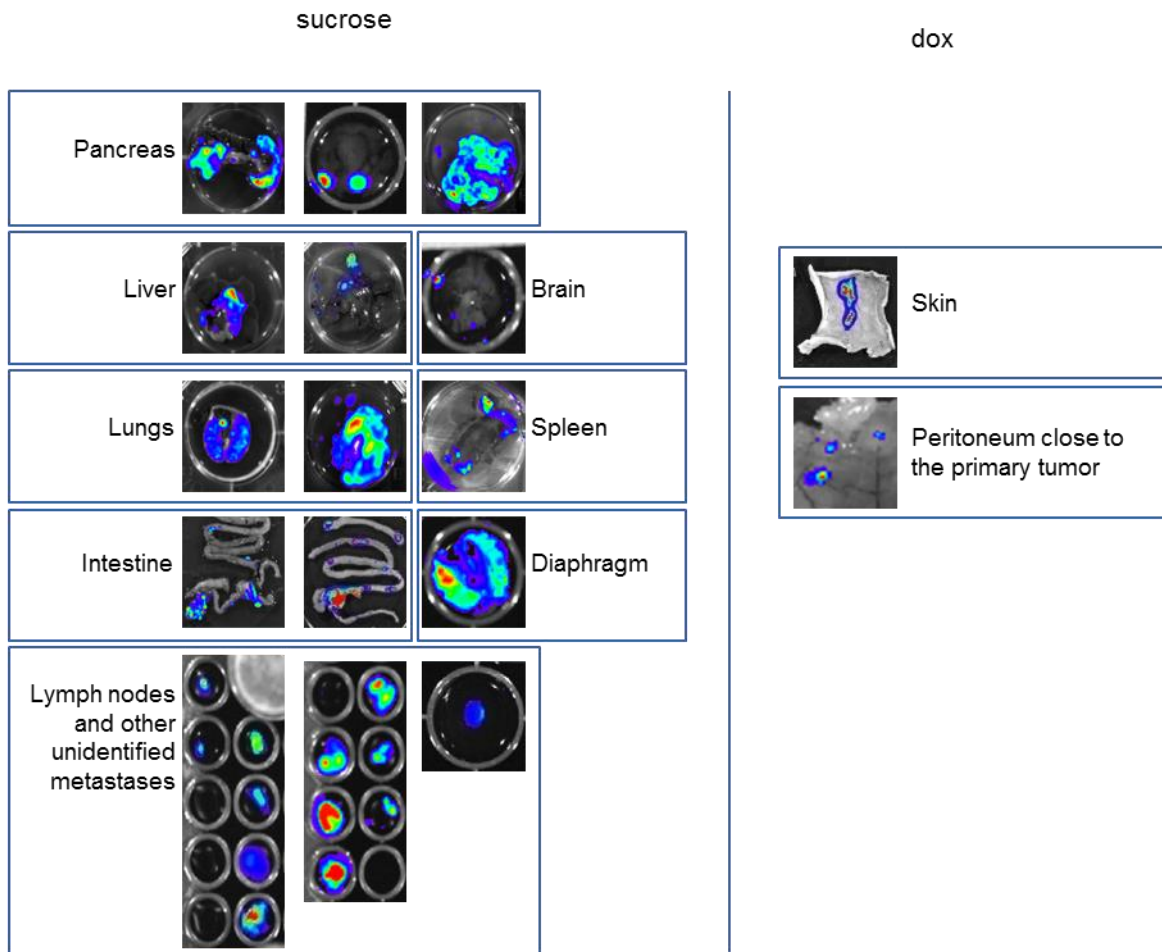 sucrose
dox
Pancreas
Liver
Brain
Skin
Lungs
Spleen
Peritoneum close to
the primary tumor
Intestine
Diaphragm
Lymph nodes
and other
unidentified
metastases